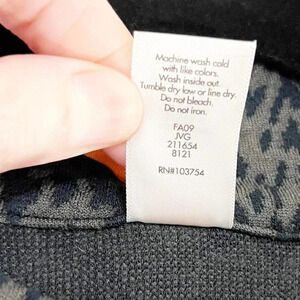 Machine wash cold
with like colors.
Wash inside out.
Tumble dry low or line dry.
Do not bleach.
Do not iron.
FA09
JVG
211654
8121
RN#103754